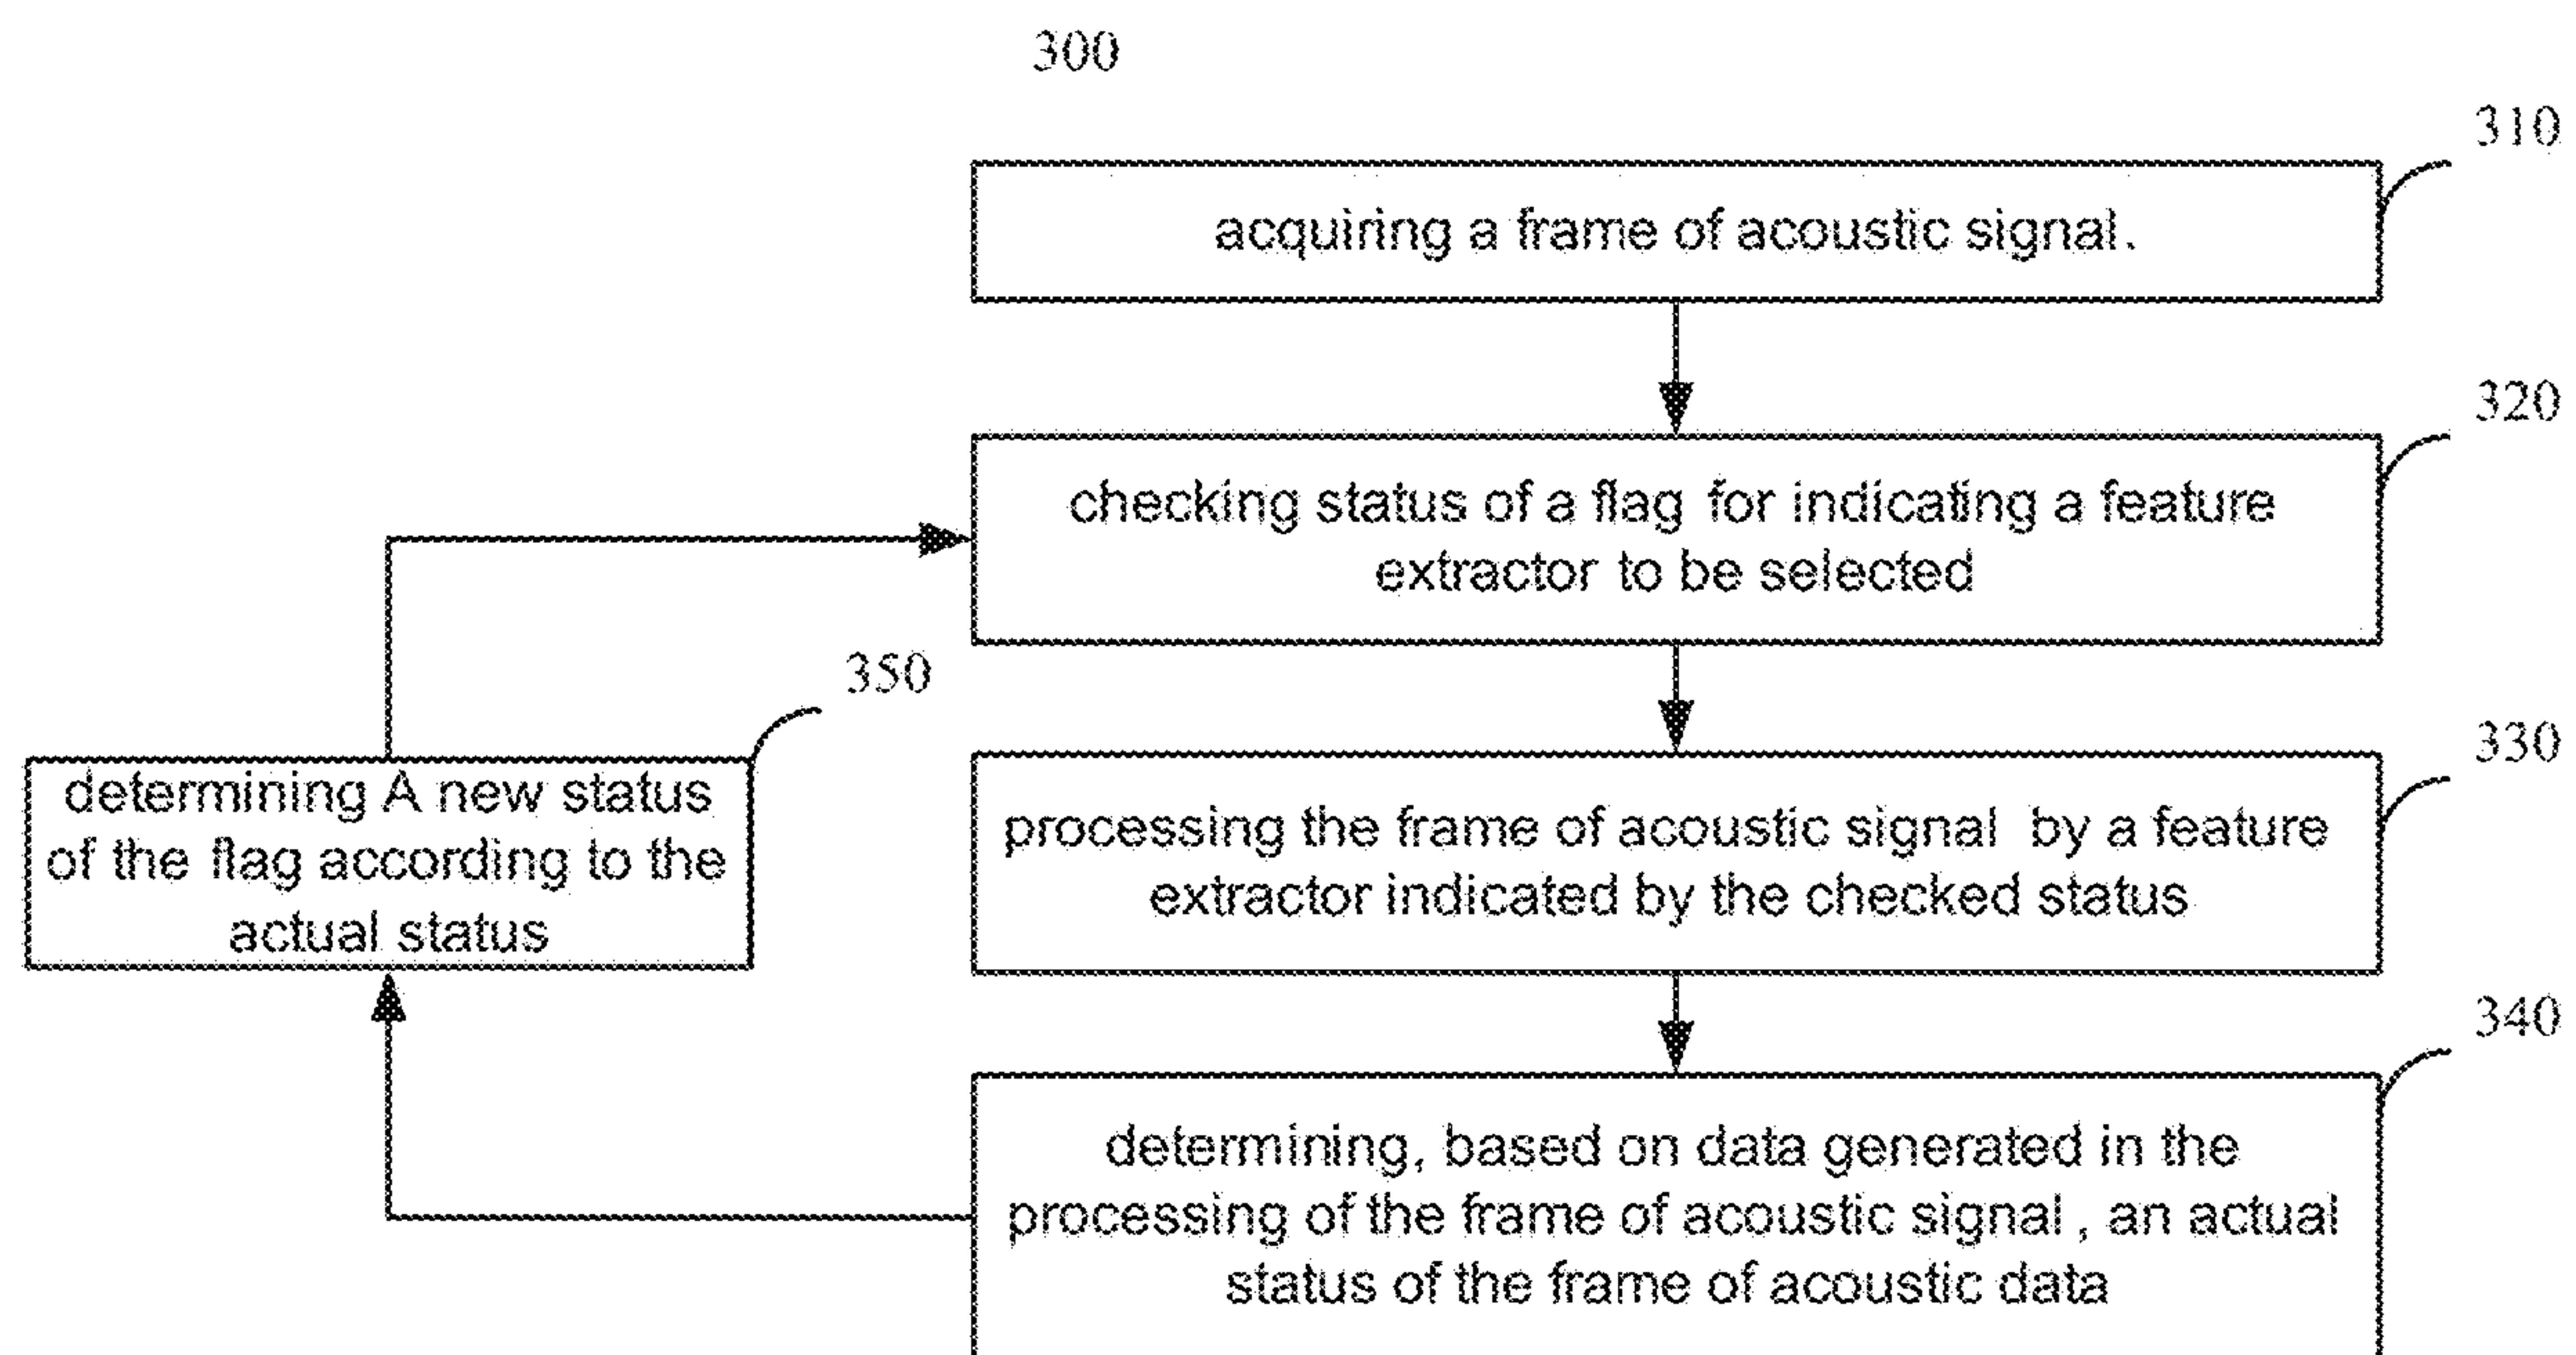 300
310
acquiring a frame of acoustic signal.
320
checking status of a flag for indicating a feature
extractor to be selected
350
determining A new status
of the flag according to the
actual status
330
processing the frame of acoustic signal by a feature
extractor indicated by the checked status
340
determining, based on data generated in the
processing of the frame of acoustic signal, an actual
status of the frame of acoustic data